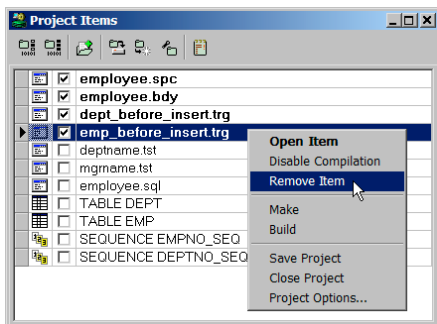 Project Items
employee.spc
employee.bdy
dept_before_insert.trg
emp_before_insert.trg
deptname.tst
mgrname.tst
employee.sql
TABLE DEPT
TABLE EMP
SEQUENCE EMPNO_SEQ
SEQUENCE DEPTNO_SEQ
Open Item
Disable Compilation
Remove Item
Make
Build
Save Project
Close Project
Project Options...